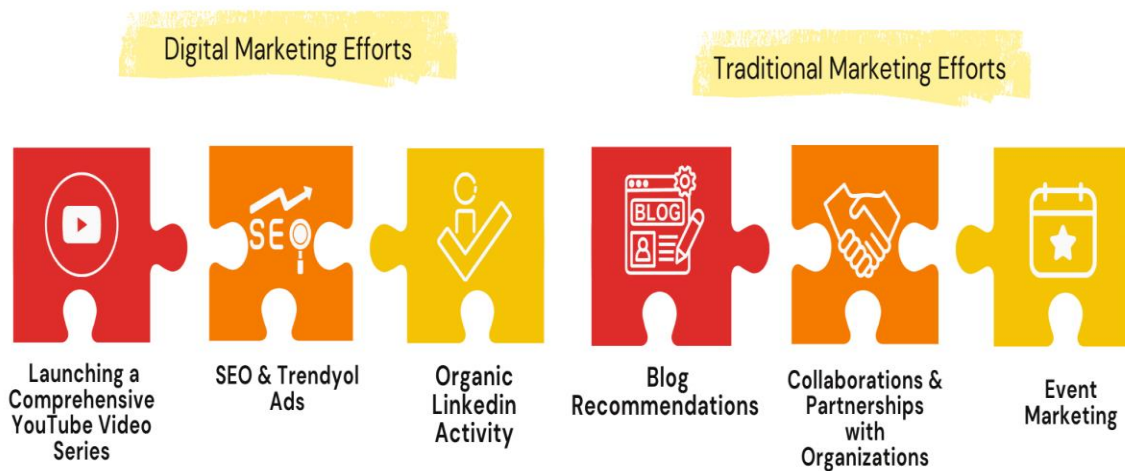 Digital Marketing Efforts
Traditional Marketing Efforts
SEO
BLOG
Launching a
Comprehensive
YouTube Video
Series
SEO & Trendyol
Ads
Organic
Linkedin
Activity
Blog
Recommendations
Collaborations &
Partnerships
with
Organizations
Event
Marketing